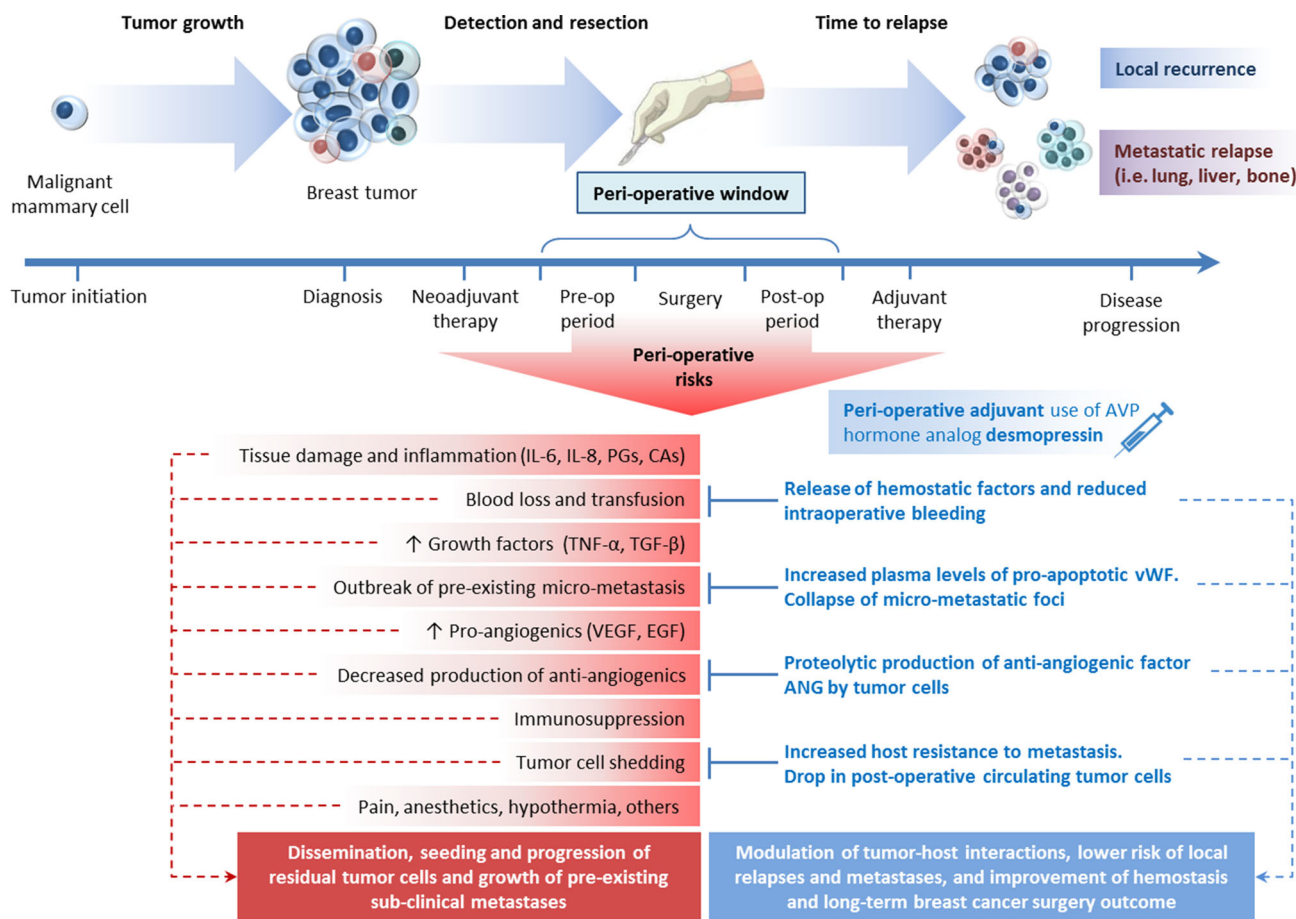 Tumor growth
Detection and resection
Time to relapse
Local recurrence
Metastatic relapse
(i.e. lung, liver, bone)
Malignant
mammary cell
Breast tumor
Peri-operative window
Tumor initiation
Diagnosis
Neoadjuvant
therapy
Pre-op
period
Surgery
Post-op
period
Adjuvant
therapy
Disease
progression
Peri-operative
risks
Peri-operative adjuvant use of AVP
hormone analog desmopressin
Tissue damage and inflammation (IL-6, IL-8, PGs, CAs)
Blood loss and transfusion
↑ Growth factors (TNF-α, TGF-β)
Outbreak of pre-existing micro-metastasis
↑ Pro-angiogenics (VEGF, EGF)
Decreased production of anti-angiogenics
Immunosuppression
Tumor cell shedding
Pain, anesthetics, hypothermia, others
Release of hemostatic factors and reduced
intraoperative bleeding
Increased plasma levels of pro-apoptotic vWF.
Collapse of micro-metastatic foci
Proteolytic production of anti-angiogenic factor
ANG by tumor cells
Increased host resistance to metastasis.
Drop in post-operative circulating tumor cells
Dissemination, seeding and progression of
residual tumor cells and growth of pre-existing
sub-clinical metastases
Modulation of tumor-host interactions, lower risk of local
relapses and metastases, and improvement of hemostasis
and long-term breast cancer surgery outcome